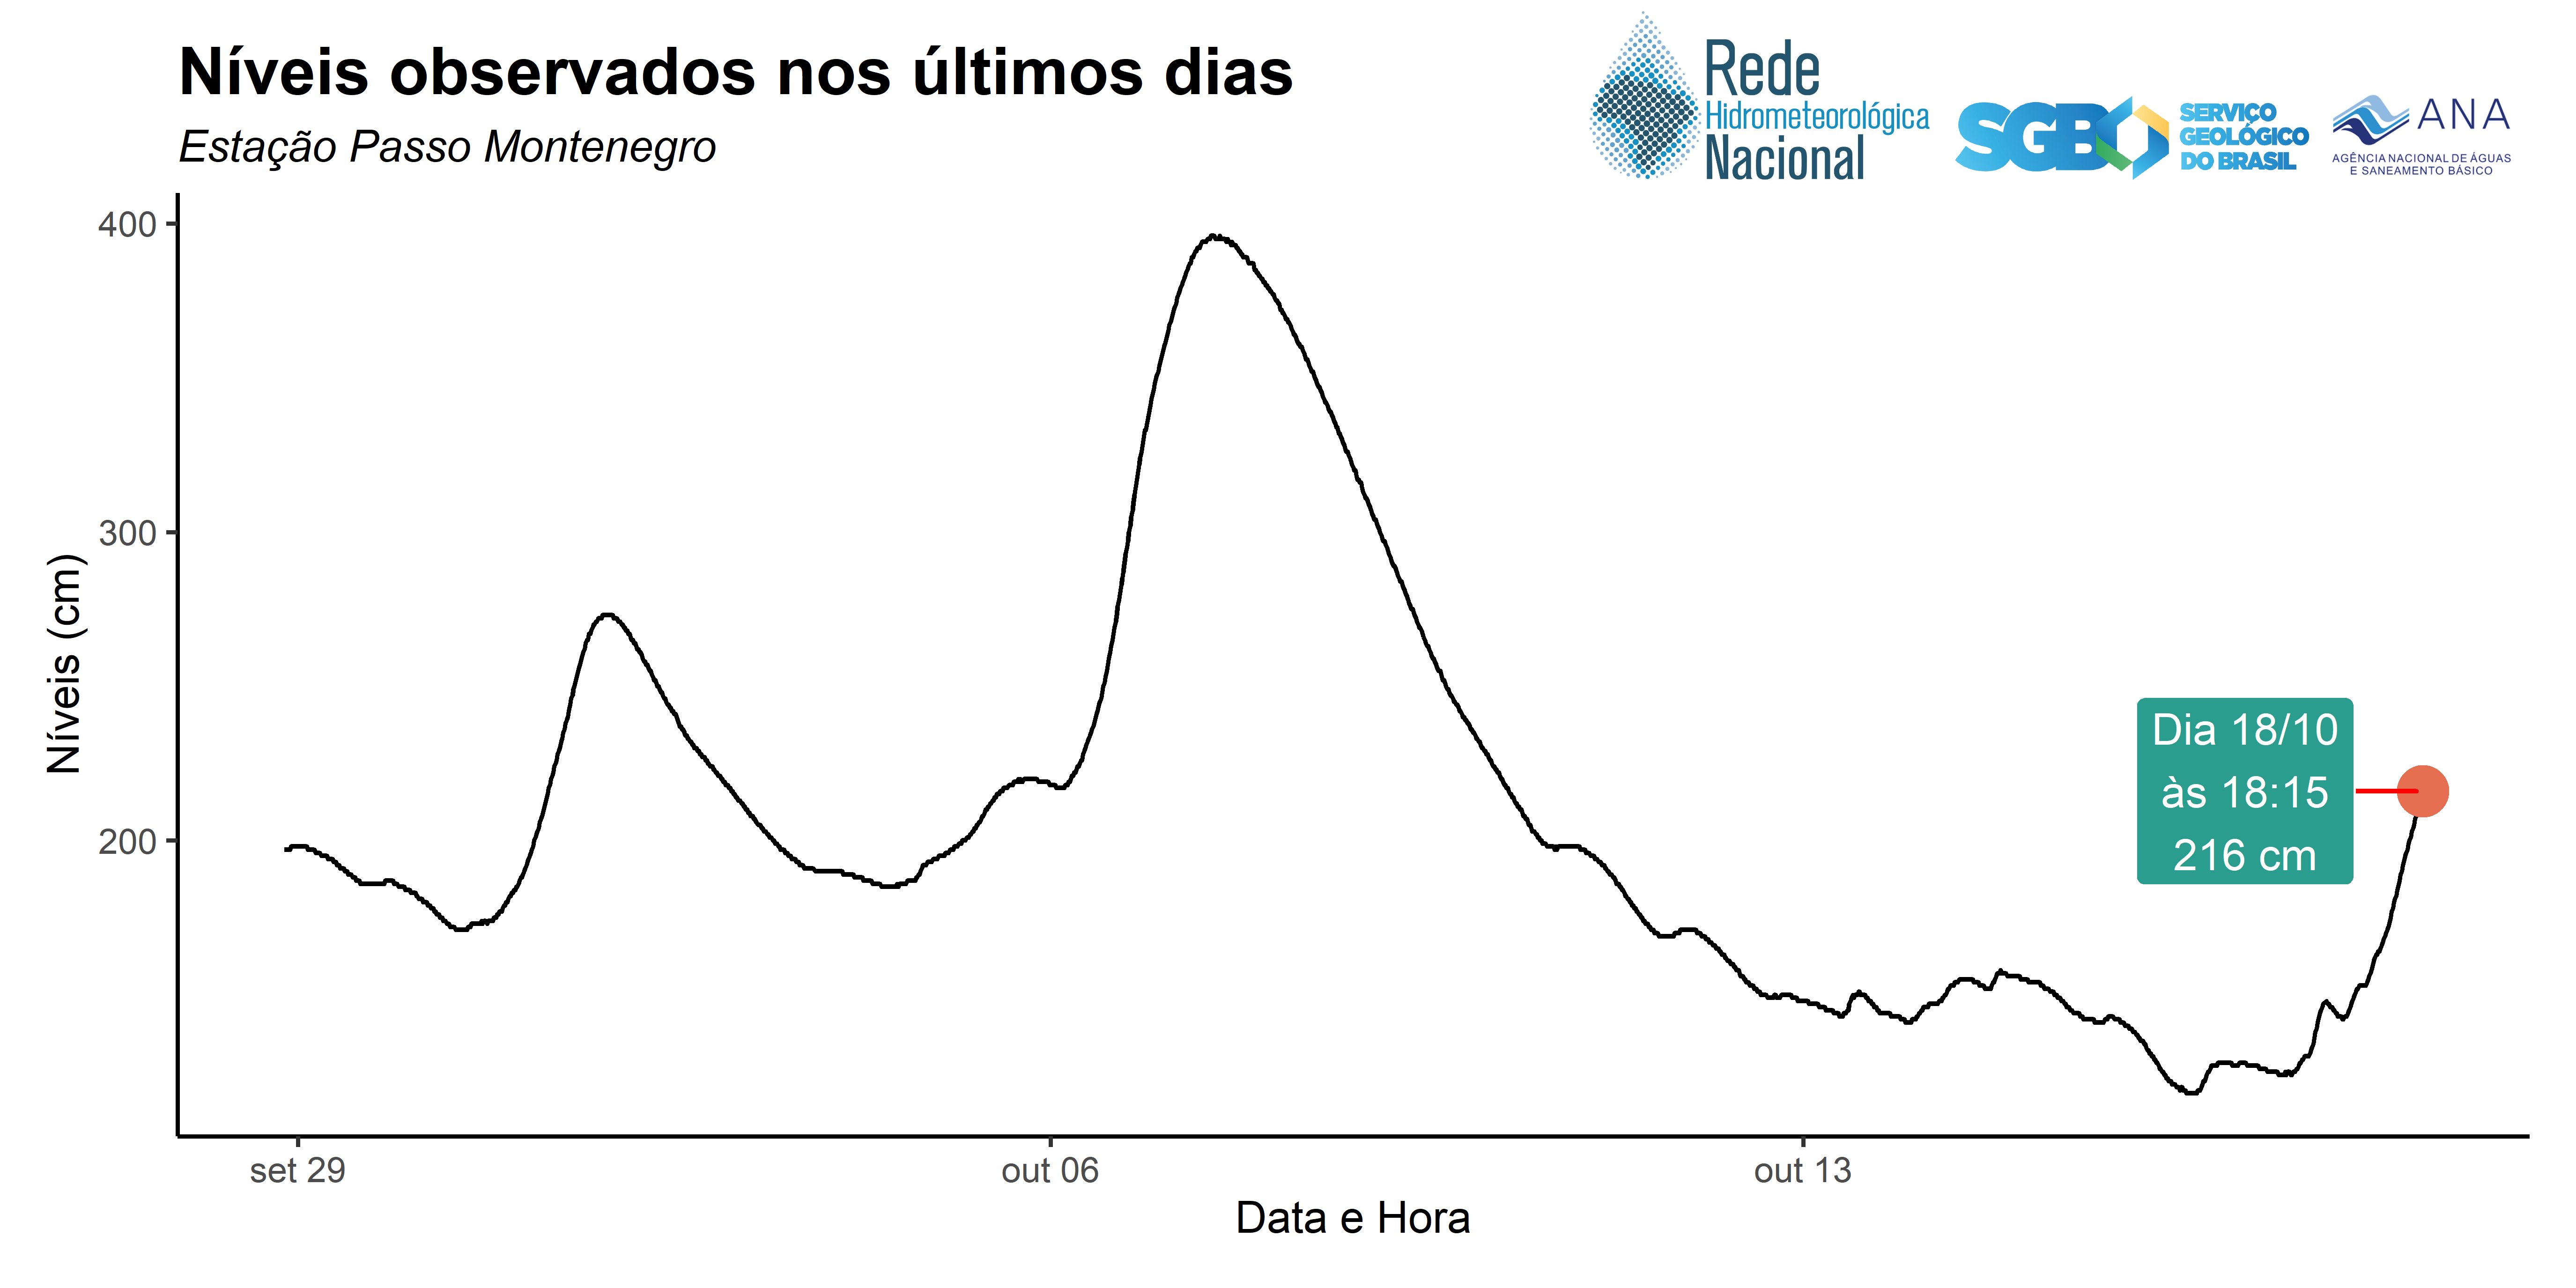 Níveis observados nos últimos dias
Estação Passo Montenegro
Rede
Hidrometeorológica
Nacional
SGB
SERVIÇO
GEOLÓGICO
DO BRASIL
ANA
AGÊNCIA NACIONAL DE ÁGUAS
E SANEAMENTO BÁSICO
400
300
200
Níveis (cm)
Dia 18/10
às 18:15
216 cm
set 29
out 06
out 13
Data e Hora